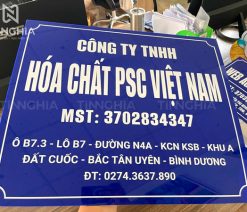 TINNGHIA
CÔNG TY TNHH
HÓA CHẤT PSC VIỆT NAM
MST: 3702834347
Ô B7.3 - LÔ B7 - ĐƯỜNG N4A - KCN KSB - KHU A
ĐẤT CUỐC - BẮC TÂN UYÊN - BÌNH DƯƠNG
ĐT: 0274.3637.890